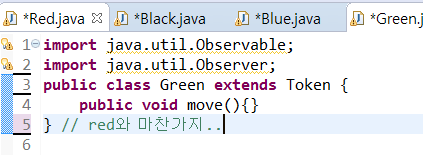 *Red.java *Black.java *Blue.java *Green.j
1 import java.util.Observable;
2 import java.util.Observer;
3 public class Green extends Token {
4 public void move(){}
5 } // red와 마찬가지..